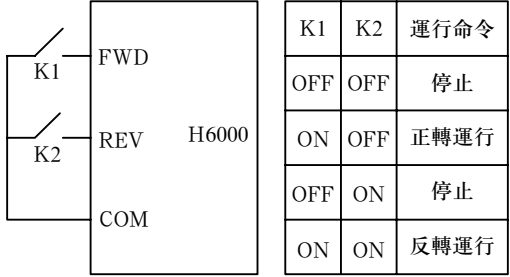 K1
FWD
K2
REV
H6000
COM
K1 K2 運行命令
OFF OFF 停止
ON OFF 正轉運行
OFF ON 停止
ON ON 反轉運行